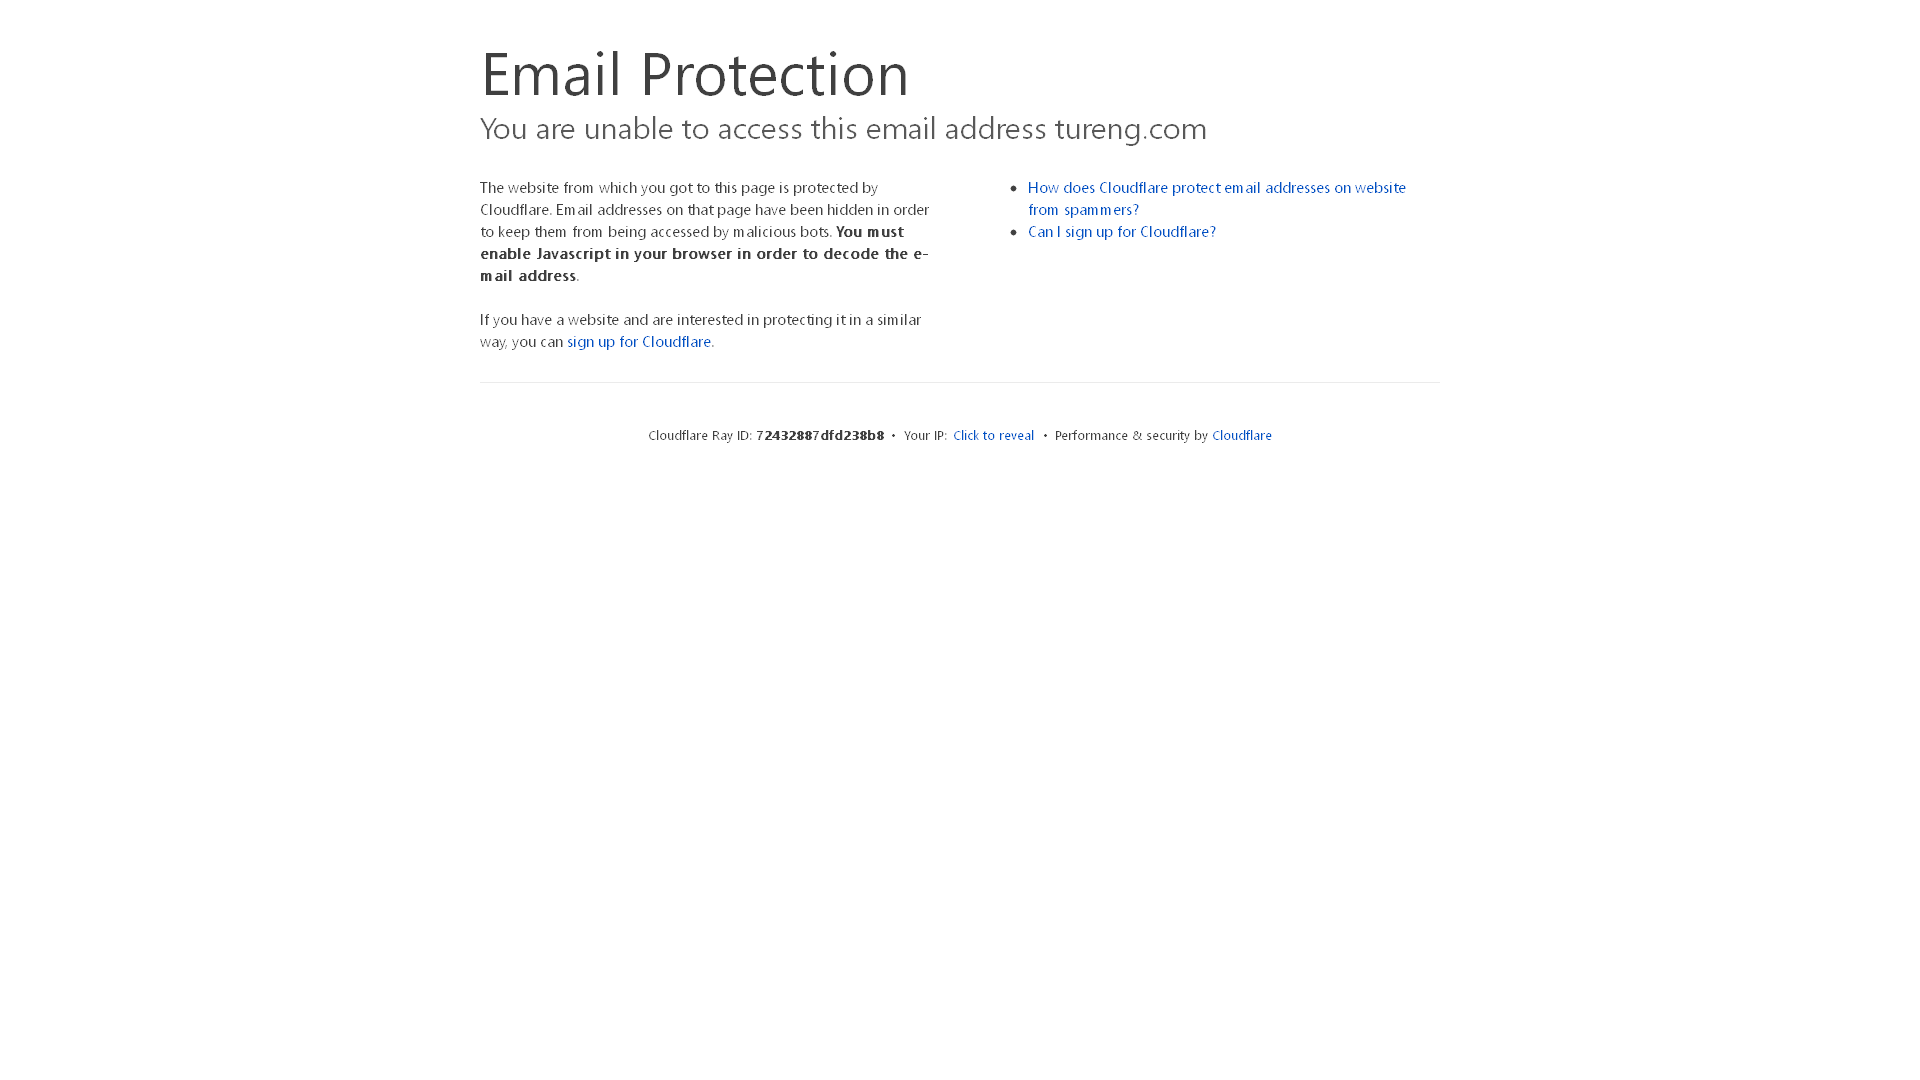 Email Protection
You are unable to access this email address tureng.com
The website from which you got to this page is protected by
Cloudflare. Email addresses on that page have been hidden in order
to keep them from being accessed by malicious bots. You must
enable Javascript in your browser in order to decode the e-
mail address.
If you have a website and are interested in protecting it in a similar
way, you can sign up for Cloudflare.
• How does Cloudflare protect email addresses on website
from spammers?
• Can I sign up for Cloudflare?
Cloudflare Ray ID: 72432887dfd238b8 • Your IP: Click to reveal • Performance & security by Cloudflare